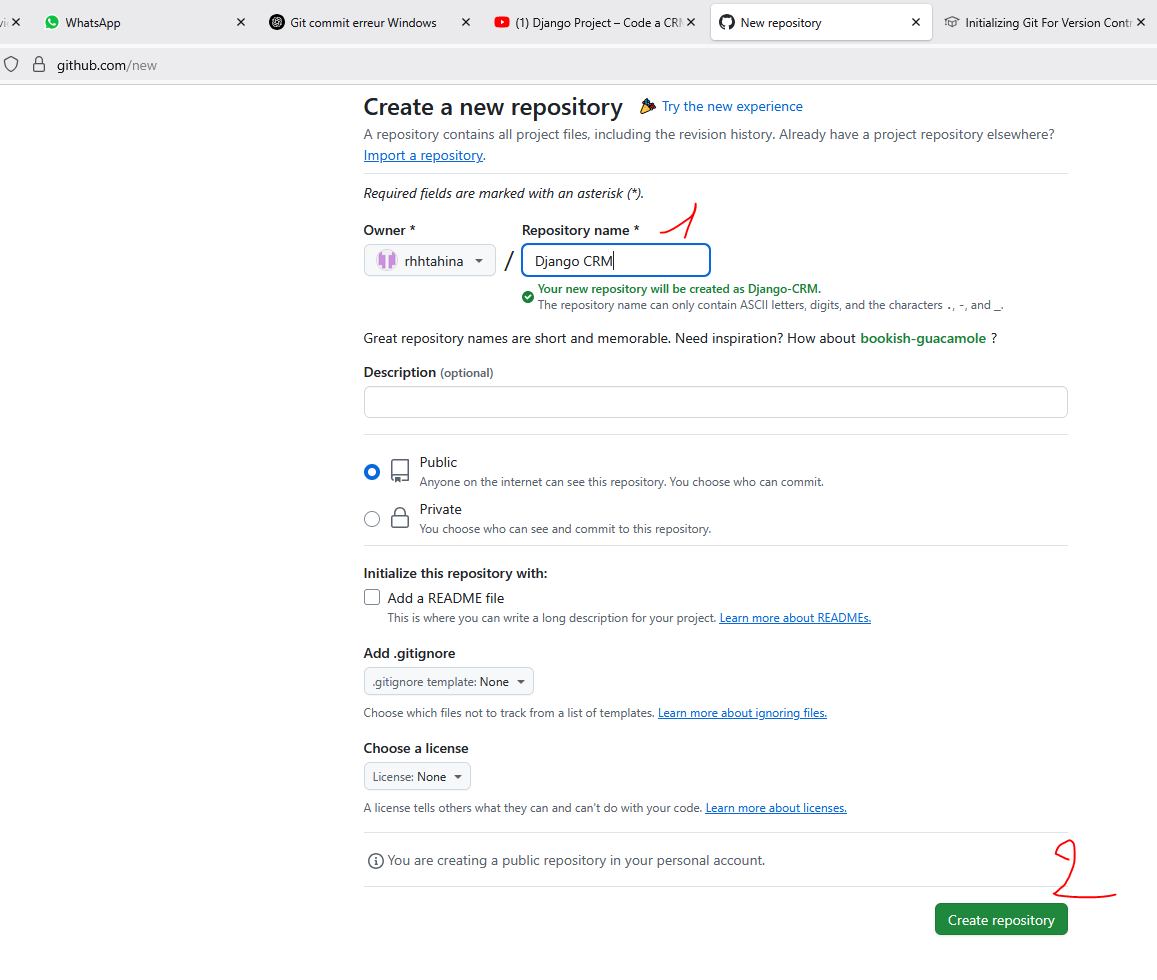 WhatsApp
Git commit erreur Windows
(1) Django Project – Code a CRM
New repository
Initializing Git For Version Contr
github.com/new
Create a new repository
Try the new experience
A repository contains all project files, including the revision history. Already have a project repository elsewhere?
Import a repository.
Required fields are marked with an asterisk (*).
1
Owner *
Repository name *
rhhtahina
/
Django CRM
Your new repository will be created as Django-CRM.
The repository name can only contain ASCII letters, digits, and the characters ., -, and _.
Great repository names are short and memorable. Need inspiration? How about bookish-guacamole ?
Description (optional)
Public
Anyone on the internet can see this repository. You choose who can commit.
Private
You choose who can see and commit to this repository.
Initialize this repository with:
Add a README file
This is where you can write a long description for your project. Learn more about READMEs.
Add .gitignore
.gitignore template: None
Choose which files not to track from a list of templates. Learn more about ignoring files.
Choose a license
License: None
A license tells others what they can and can't do with your code. Learn more about licenses.
You are creating a public repository in your personal account.
2
Create repository